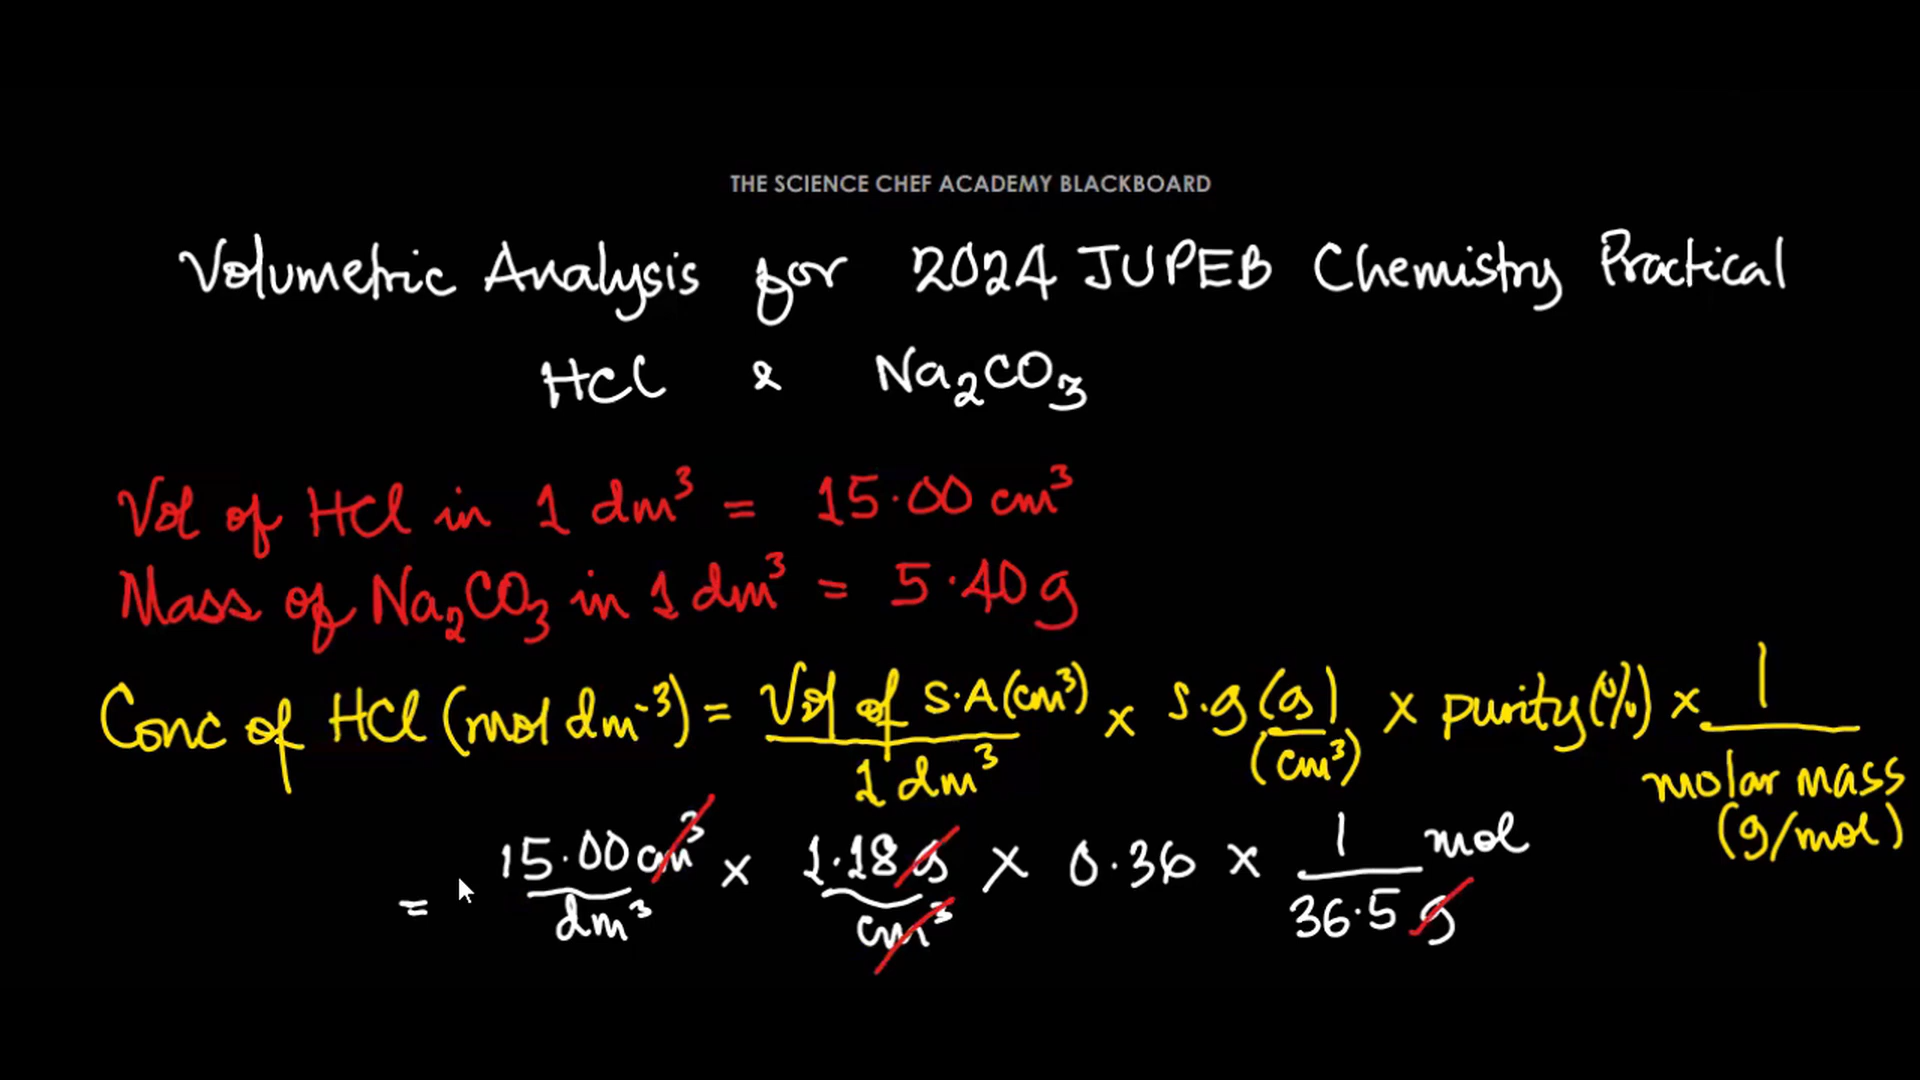 THE SCIENCE CHEF ACADEMY BLACKBOARD
Volumetric Analysis for 2024 JUPEB Chemistry Practical
HCl & Na₂CO₃
Vol of HCl in 1 dm³ = 15.00 cm³
Mass of Na₂CO₃ in 1 dm³ = 5.40 g
Conc of HCl (mol dm⁻³) = Vol of S.A (cm³) / 1 dm³ × s.g (g) / (cm³) × purity (%) × 1 / molar mass (g/mol)
= 15.00 cm³ / dm³ × 1.18 g / cm³ × 0.36 × 1 mol / 36.5 g